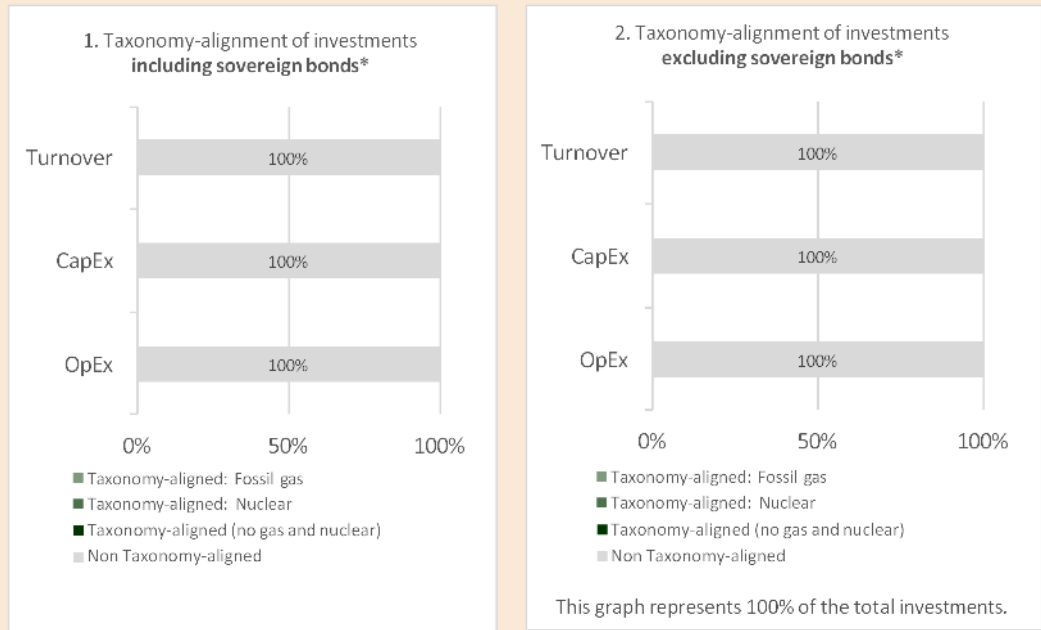 1. Taxonomy-alignment of investments
including sovereign bonds*
Turnover
100%
CapEx
100%
OpEx
100%
0%
50%
100%
Taxonomy-aligned: Fossil gas
Taxonomy-aligned: Nuclear
Taxonomy-aligned (no gas and nuclear)
Non Taxonomy-aligned
2. Taxonomy-alignment of investments
excluding sovereign bonds*
Turnover
100%
CapEx
100%
OpEx
100%
0%
50%
100%
Taxonomy-aligned: Fossil gas
Taxonomy-aligned: Nuclear
Taxonomy-aligned (no gas and nuclear)
Non Taxonomy-aligned
This graph represents 100% of the total investments.